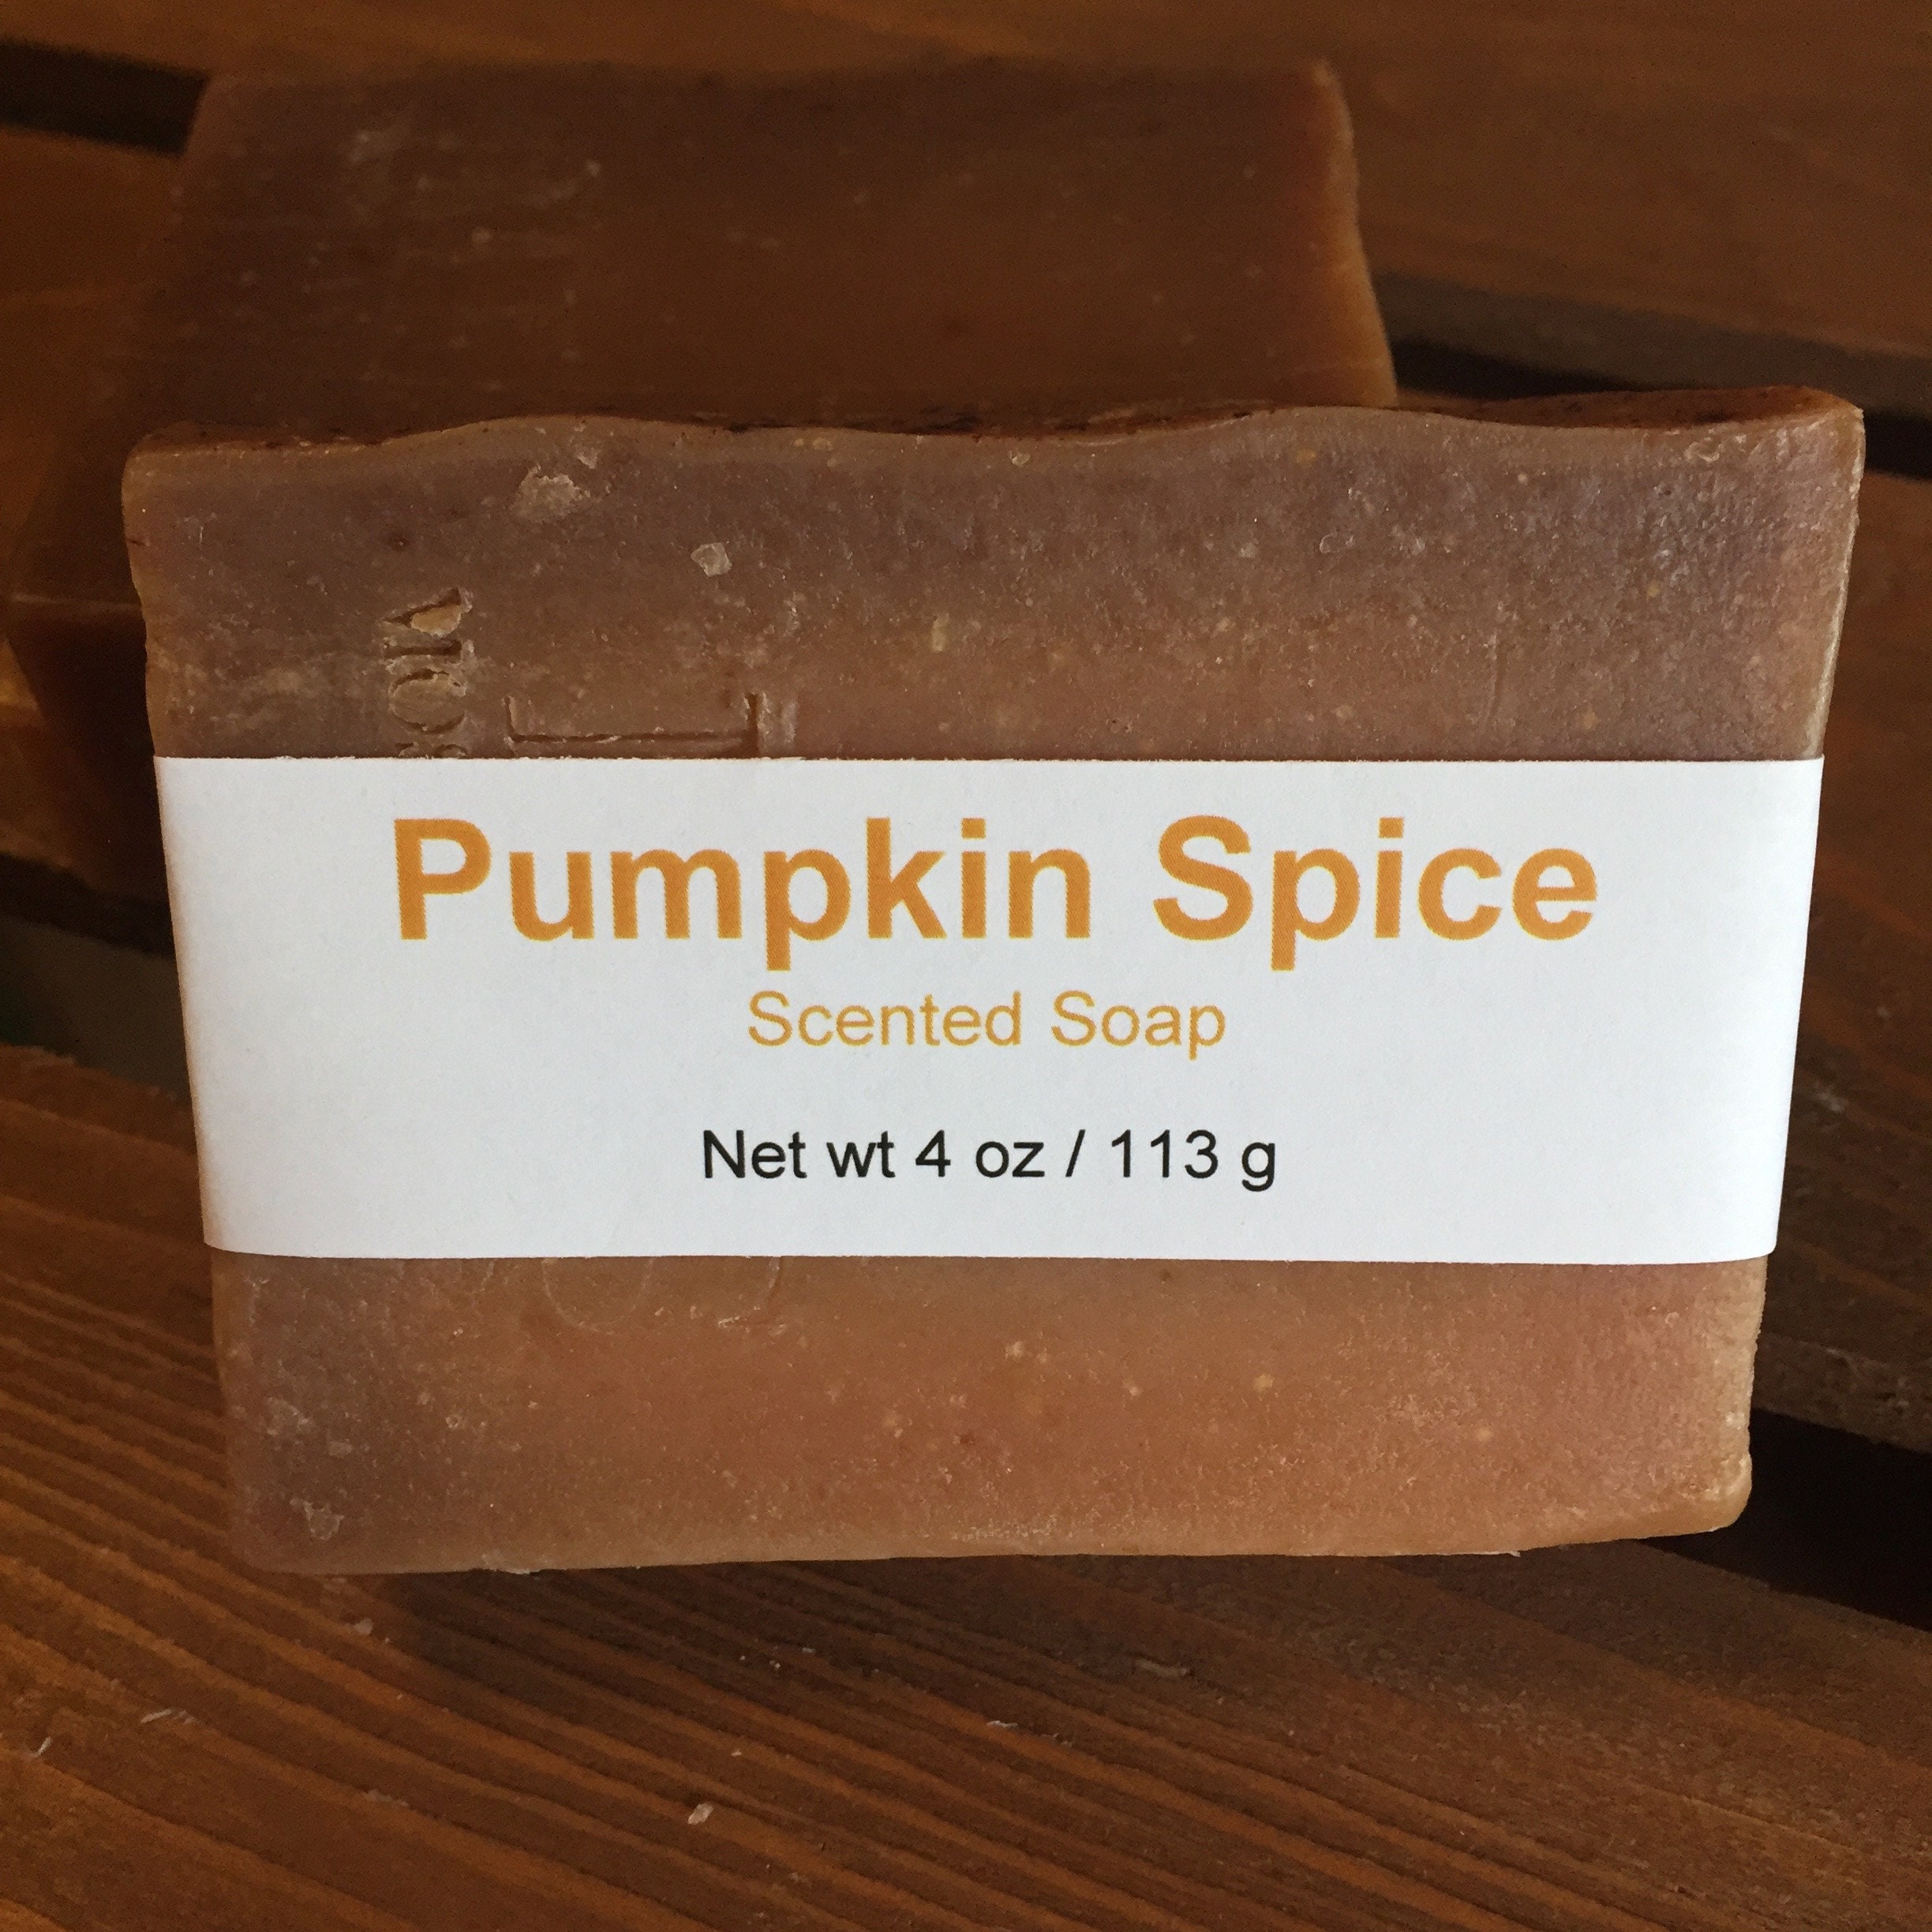 Pumpkin Spice
Scented Soap
Net wt 4 oz / 113 g